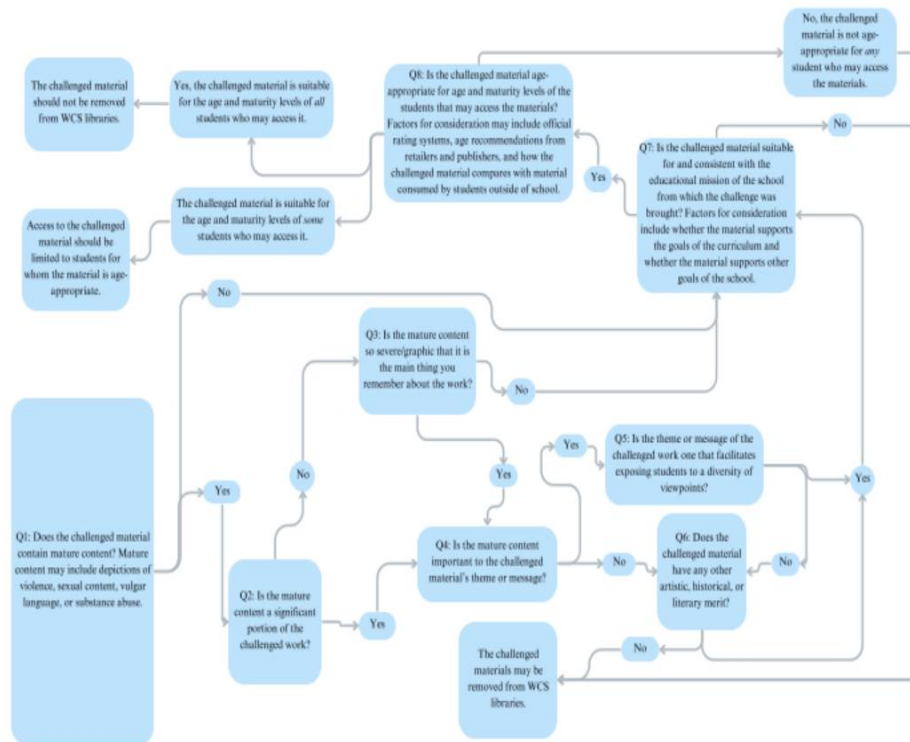 No, the challenged
material is not age-
appropriate for any
student who may access
the materials.
The challenged material
should not be removed
from WCS libraries.
Yes, the challenged material is suitable
for the age and maturity levels of all
students who may access it.
Q8: Is the challenged material age-
appropriate for age and maturity levels of the
students that may access the materials?
Factors for consideration may include official
rating systems, age recommendations from
retailers and publishers, and how the
challenged material compares with material
consumed by students outside of school.
No
Yes
Q7: Is the challenged material suitable
for and consistent with the
educational mission of the school
from which the challenge was
brought? Factors for consideration
include whether the material supports
the goals of the curriculum and
whether the material supports other
goals of the school.
The challenged material is suitable for
the age and maturity levels of some
students who may access it.
Access to the challenged
material should be
limited to students for
whom the material is age-
appropriate.
No
Q3: Is the mature content
so severe/graphic that it is
the main thing you
remember about the work?
No
Q1: Does the challenged material
contain mature content? Mature
content may include depictions of
violence, sexual content, vulgar
language, or substance abuse.
Yes
No
Yes
Yes
Q5: Is the theme or message of the
challenged work one that facilitates
exposing students to a diversity of
viewpoints?
Yes
Q2: Is the mature
content a significant
portion of the
challenged work?
Yes
Q4: Is the mature content
important to the challenged
material's theme or message?
No
Q6: Does the
challenged material
have any other
artistic, historical, or
literary merit?
No
No
The challenged
materials may be
removed from WCS
libraries.